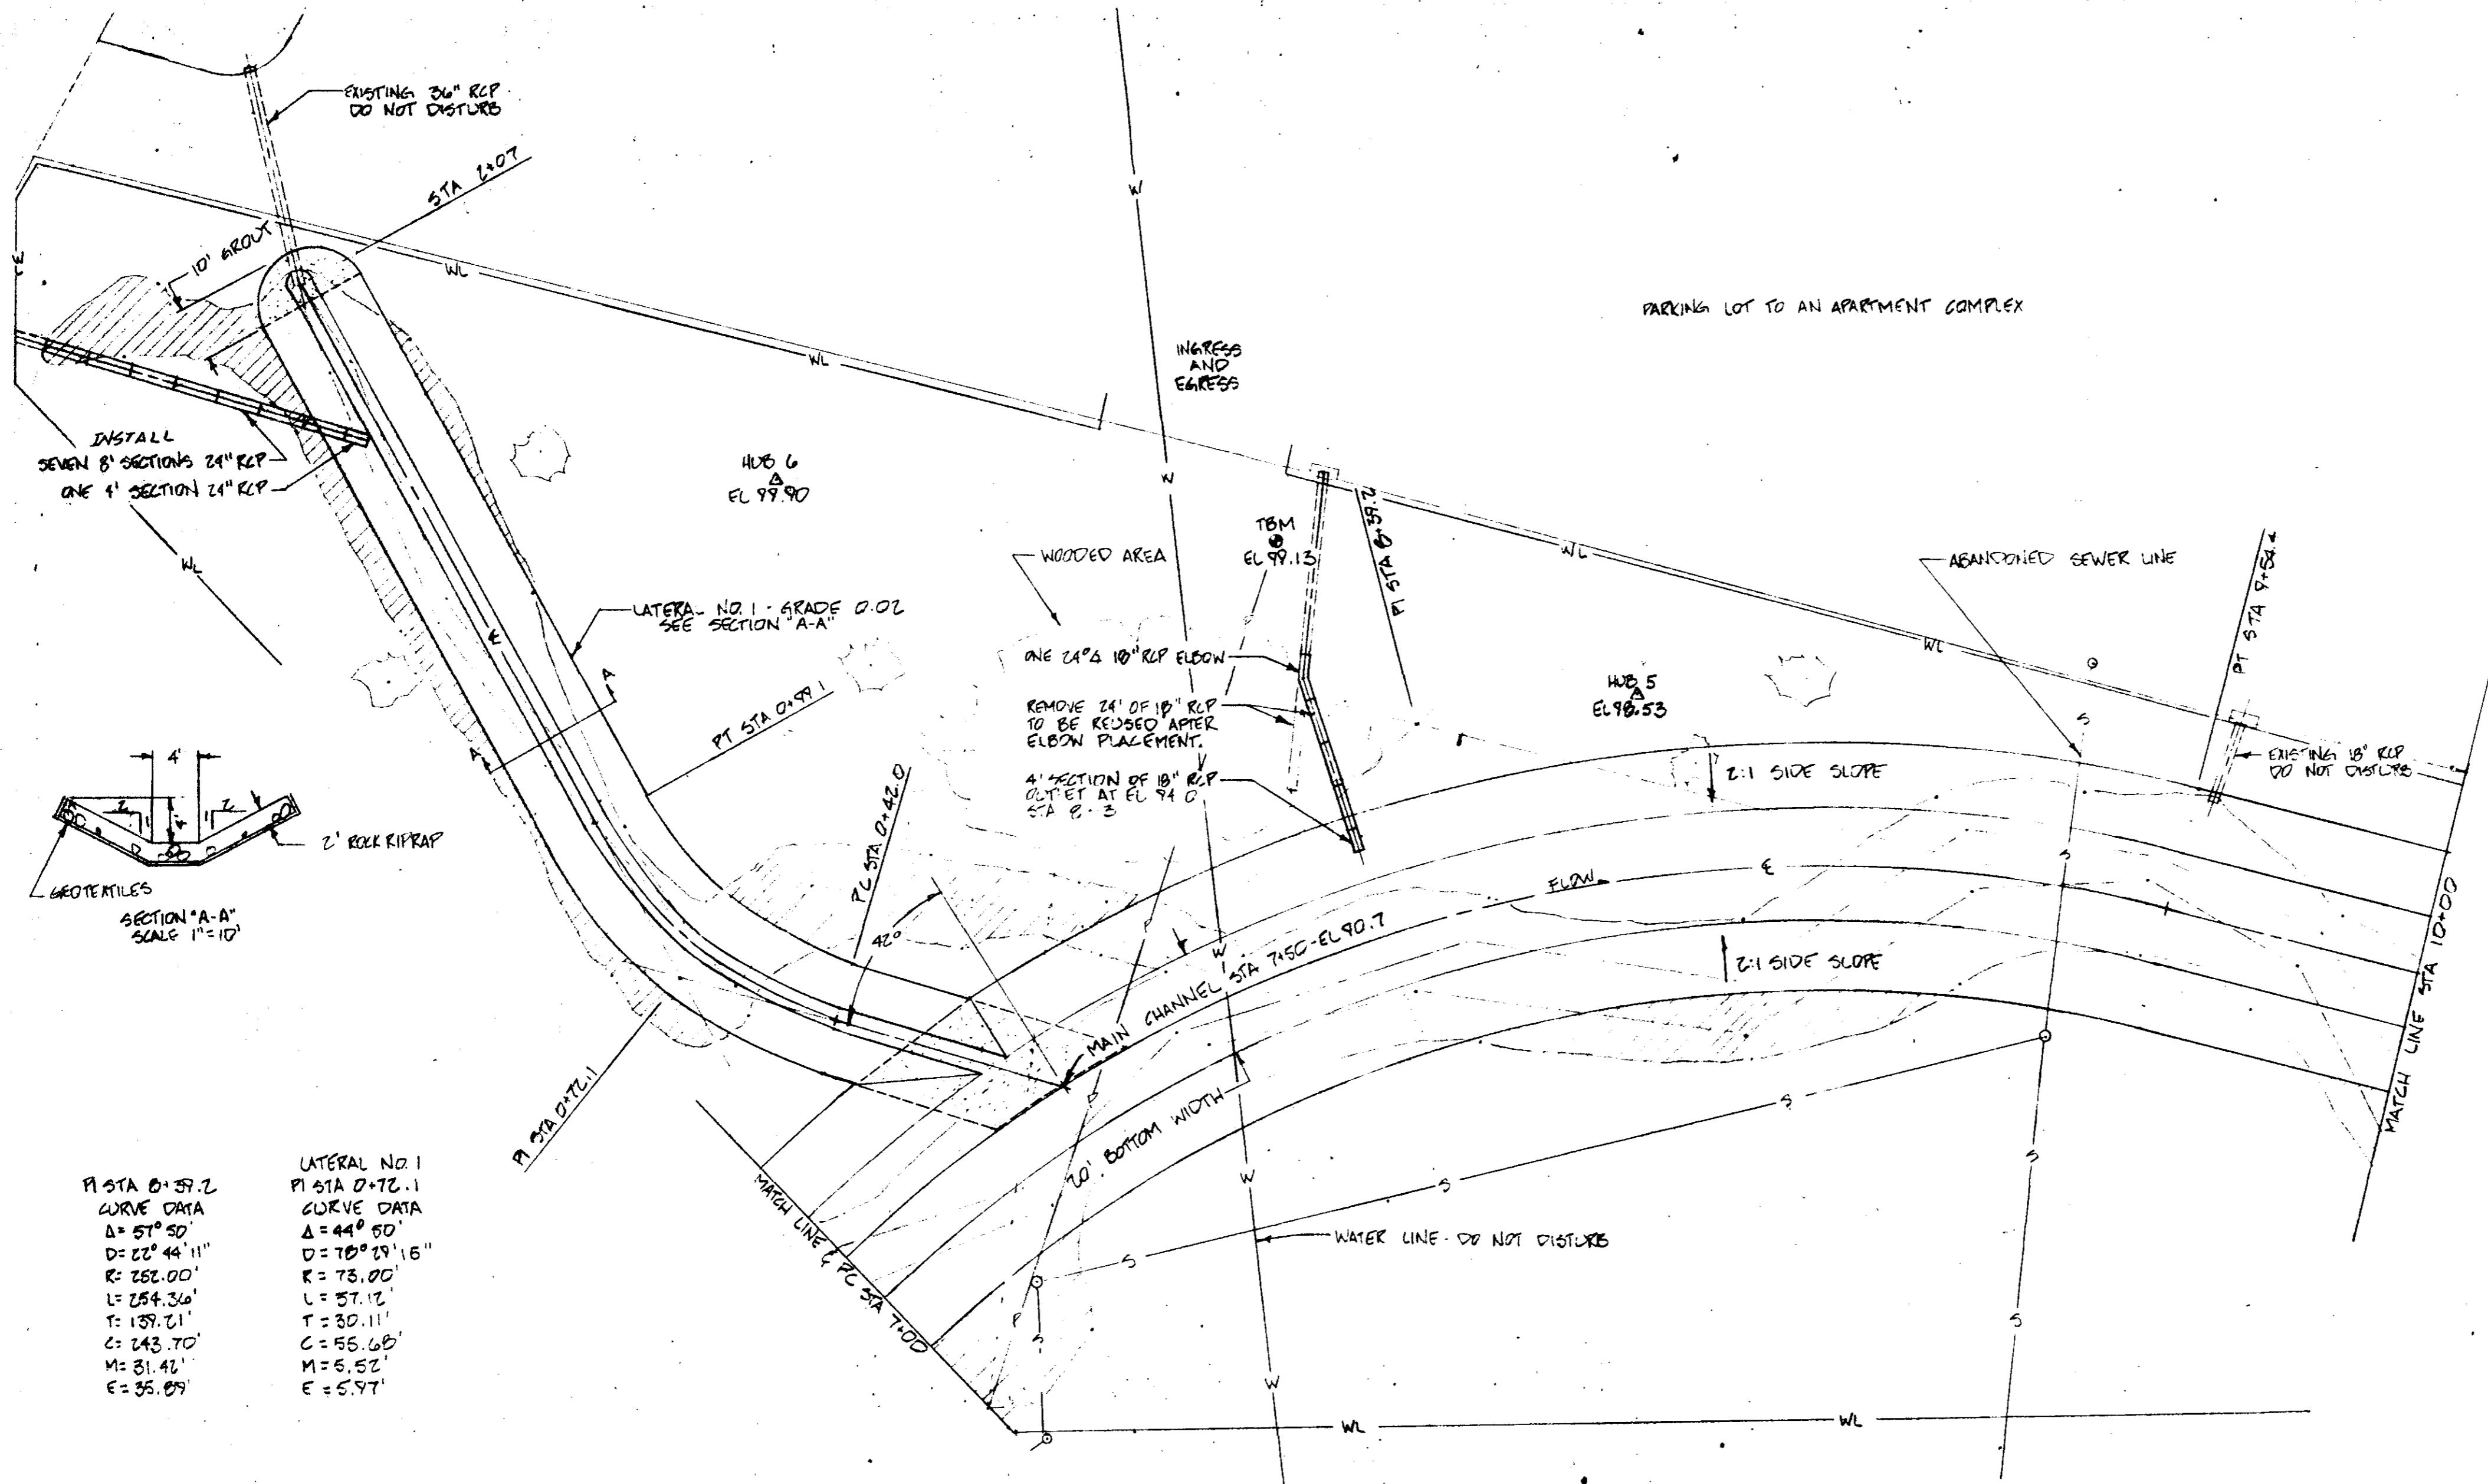 EXISTING 36" RCP
DO NOT DISTURB
STA 2+07
10' GROUT
WL
WL
W
W
INGRESS
AND
EGRESS
PARKING LOT TO AN APARTMENT COMPLEX
INSTALL
SEVEN 8' SECTIONS 24" RCP
ONE 4' SECTION 24" RCP
WL
HUB 6
EL 99.90
WOODED AREA
TBM
EL 99.13
PI STA 8+39.2
WL
ABANDONED SEWER LINE
PT STA 9+54.4
LATERAL NO. 1 - GRADE 0.02
SEE SECTION "A-A"
ONE 24° 18" RCP ELBOW
REMOVE 24' OF 18" RCP
TO BE REUSED AFTER
ELBOW PLACEMENT.
4' SECTION OF 18" RCP
OUTLET AT EL 94.0
STA
HUB 5
EL 98.53
WL
S
EXISTING 18" RCP
DO NOT DISTURB
A
A
PT STA 0+99.1
PC STA 0+42.0
42°
2:1 SIDE SLOPE
FLOW
2:1 SIDE SLOPE
MAIN CHANNEL STA 7+50 - EL 90.7
4'
2
2
4'
2' ROCK RIPRAP
GEOTEXTILES
SECTION "A-A"
SCALE 1"=10'
20' BOTTOM WIDTH
MATCH LINE STA 10+00
PI STA 0+72.1
MATCH LINE & PC STA 7+00
WATER LINE - DO NOT DISTURB
W
W
P
P
S
S
S
S
S
WL
WL
PI STA 8+39.2
CURVE DATA
Δ= 57° 50'
D= 22° 44' 11"
R= 252.00'
L= 254.36'
T= 139.21'
C= 243.70'
M= 31.42'
E= 35.89'
LATERAL NO. 1
PI STA 0+72.1
CURVE DATA
Δ = 44° 50'
D = 78° 29' 15"
R = 73.00'
L = 57.12'
T = 30.11'
C = 55.68'
M = 5.52'
E = 5.97'